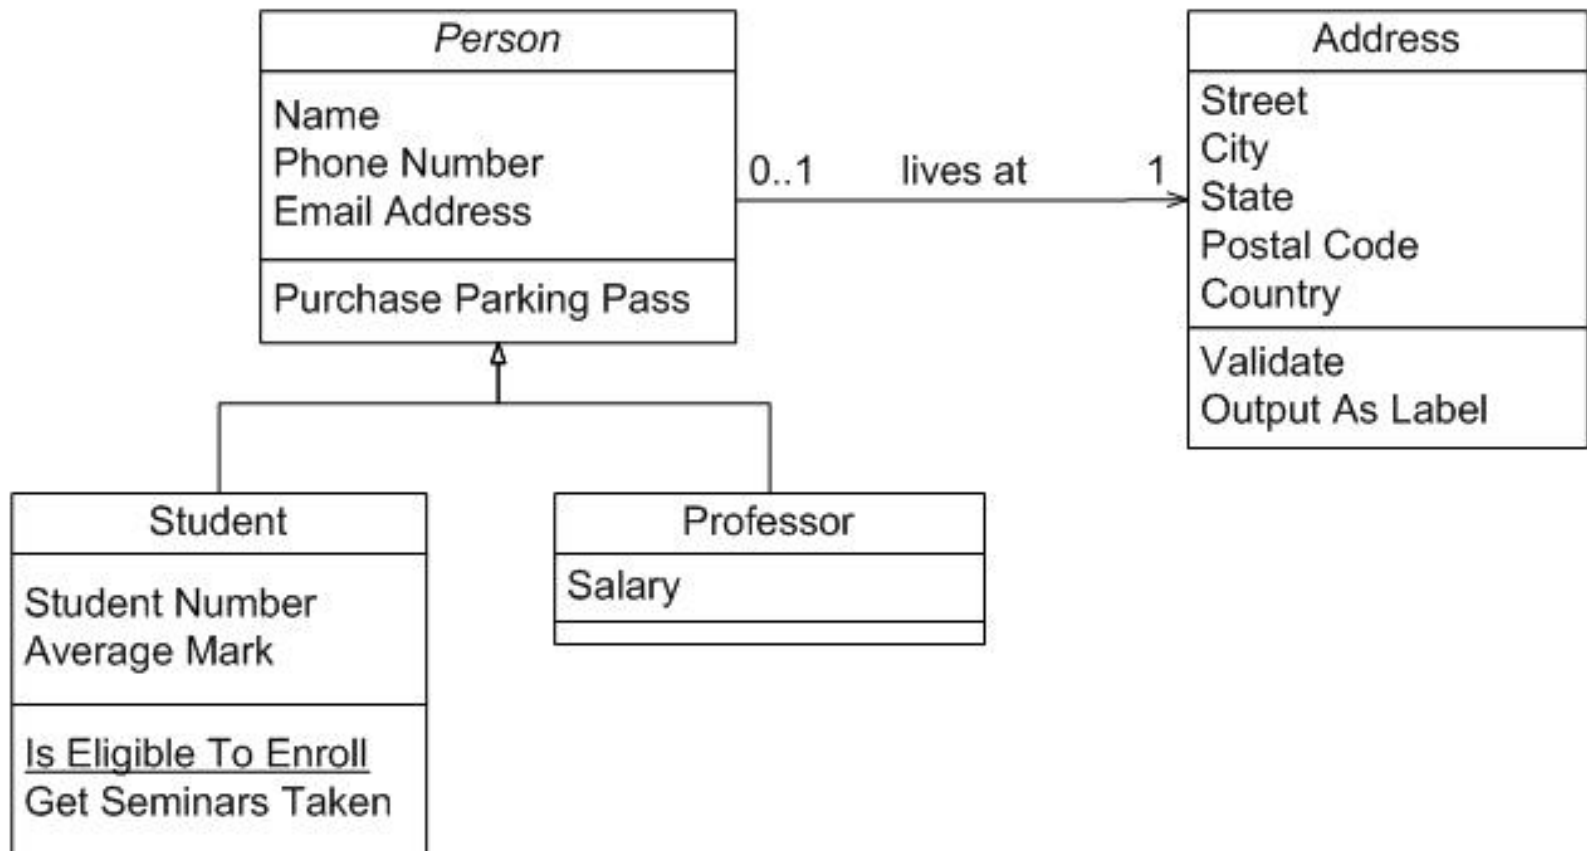 Person
Name
Phone Number
Email Address
Purchase Parking Pass
0..1 lives at 1
Address
Street
City
State
Postal Code
Country
Validate
Output As Label
Student
Student Number
Average Mark
Is Eligible To Enroll
Get Seminars Taken
Professor
Salary